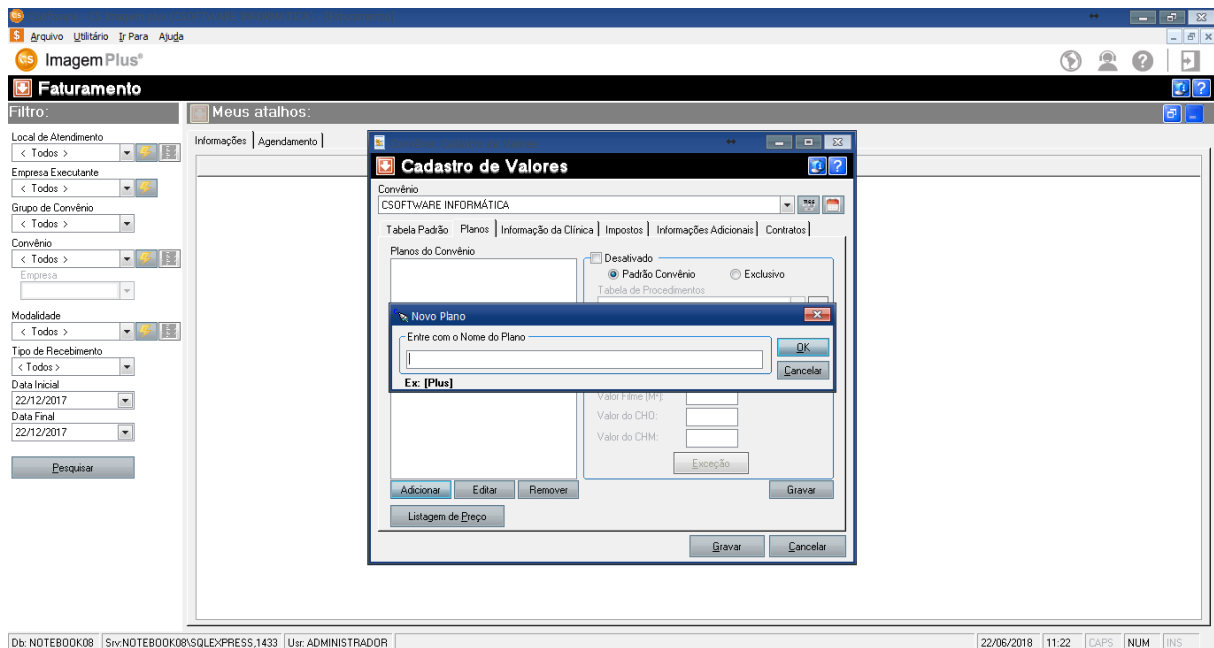 Arquivo Utilitário Ir Para Ajuda
Imagem Plus®
Faturamento
Filtro:
Meus atalhos:
Local de Atendimento
< Todos >
Empresa Executante
< Todos >
Grupo de Convênio
< Todos >
Convênio
< Todos >
Empresa
Modalidade
< Todos >
Tipo de Recebimento
< Todos >
Data Inicial
22/12/2017
Data Final
22/12/2017
Pesquisar
Informações Agendamento
Cadastro de Valores
Convênio
CSOFTWARE INFORMÁTICA
Tabela Padrão Planos Informação da Clínica Impostos Informações Adicionais Contratos
Planos do Convênio
Desativado
Padrão Convênio Exclusivo
Tabela de Procedimentos
Novo Plano
Entre com o Nome do Plano
OK
Cancelar
Ex: [Plus]
Valor Filme (M²):
Valor do CHO:
Valor do CHM:
Exceção
Adicionar Editar Remover Gravar
Listagem de Preço
Gravar Cancelar
Db: NOTEBOOK08 Srv:NOTEBOOK08\SQLEXPRESS,1433 Usr: ADMINISTRADOR 22/06/2018 11:22 CAPS NUM INS